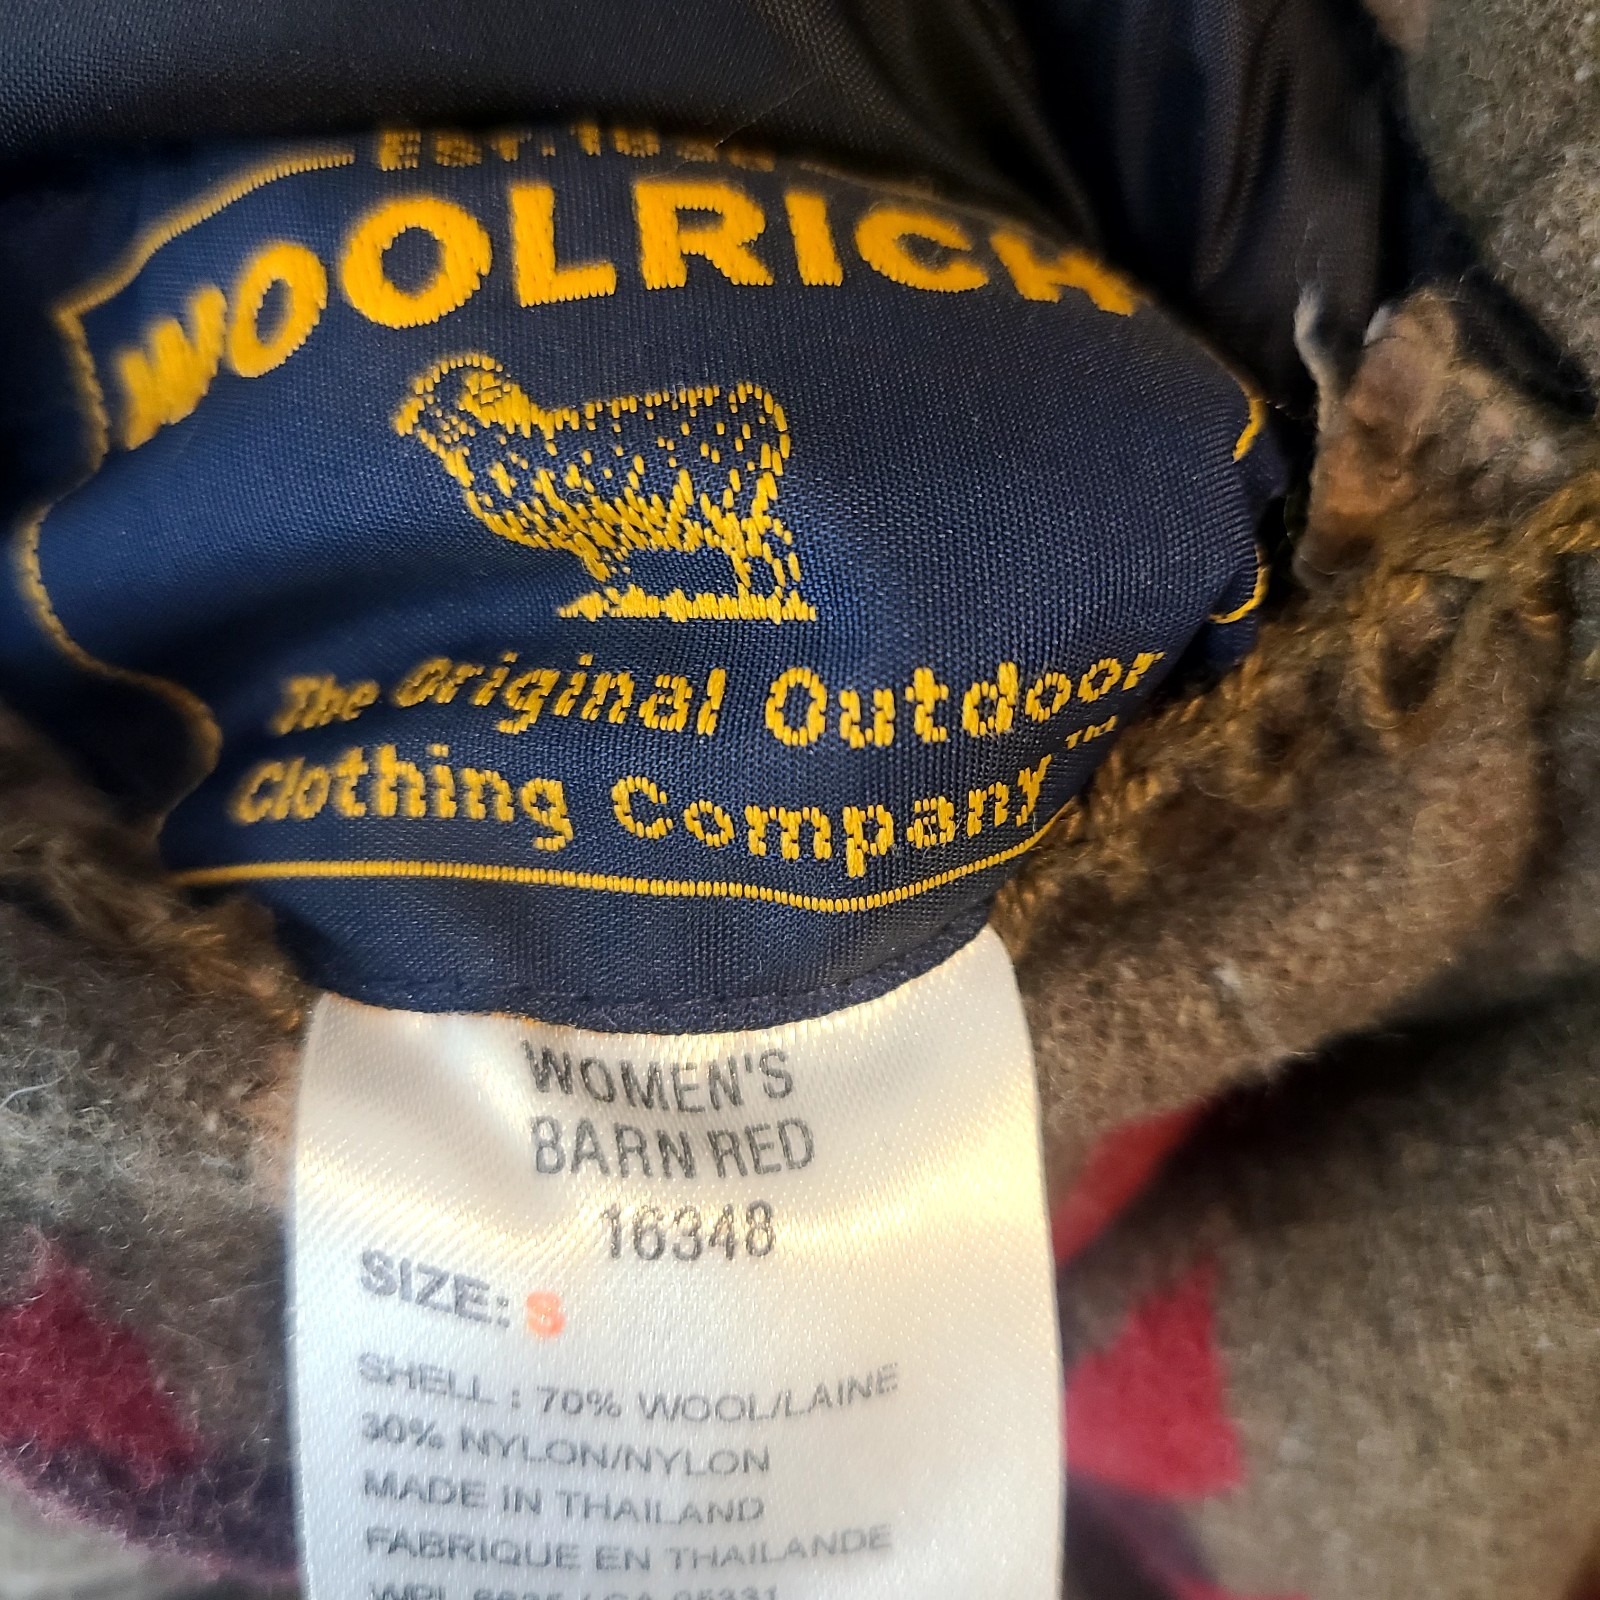 WOOLRICH
The Original Outdoor
Clothing Company™
WOMEN'S
BARN RED
16348
SIZE: S
SHELL : 70% WOOL/LAINE
30% NYLON/NYLON
MADE IN THAILAND
FABRIQUE EN THAILANDE